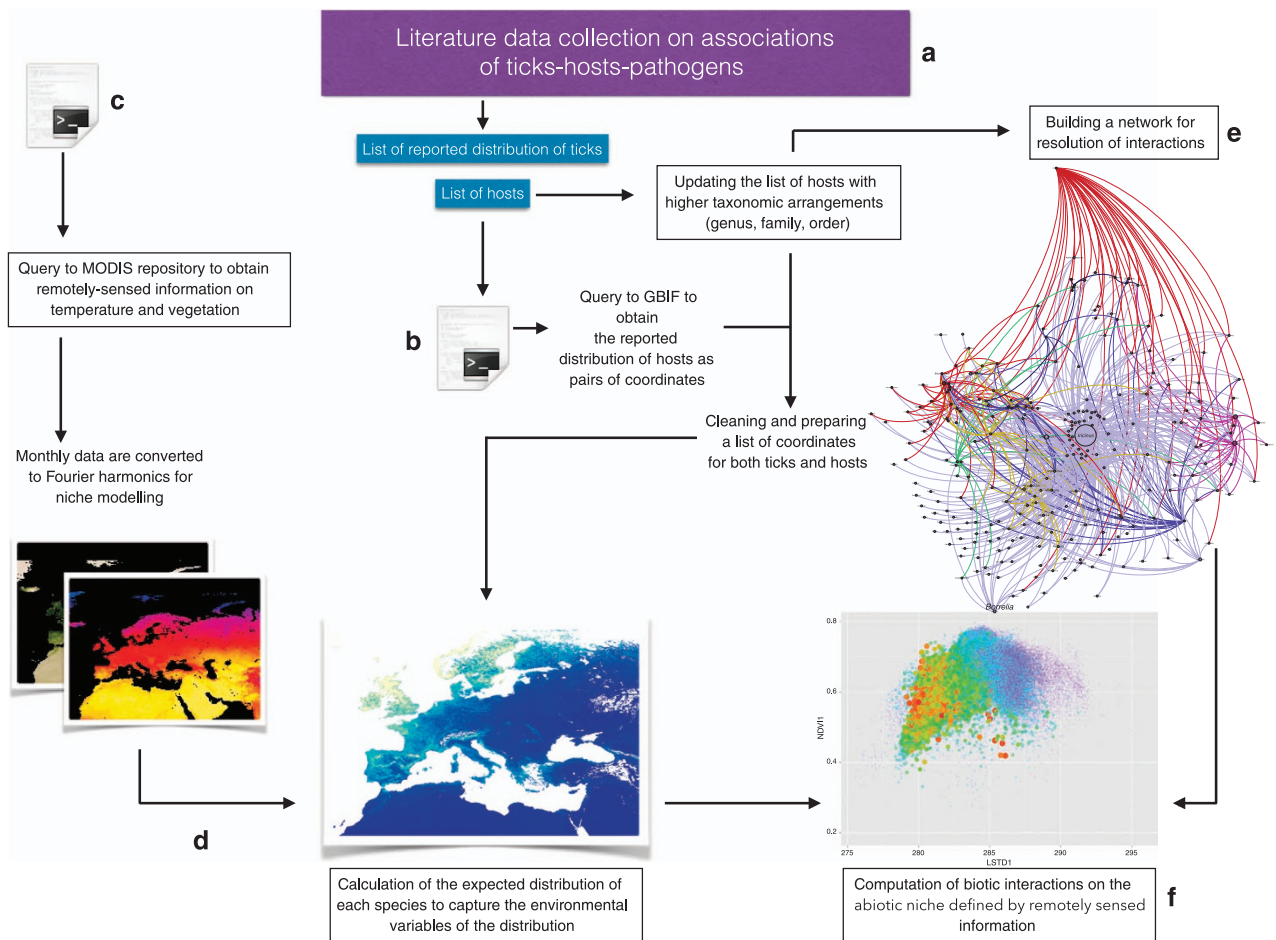 Literature data collection on associations
of ticks-hosts-pathogens
a
c
>_
List of reported distribution of ticks
List of hosts
Updating the list of hosts with
higher taxonomic arrangements
(genus, family, order)
Building a network for
resolution of interactions
e
Query to MODIS repository to obtain
remotely-sensed information on
temperature and vegetation
b
>_
Query to GBIF to
obtain
the reported
distribution of hosts as
pairs of coordinates
Cleaning and preparing
a list of coordinates
for both ticks and hosts
Monthly data are converted
to Fourier harmonics for
niche modelling
Borrelia
0.8
0.6
0.4
0.2
NDVI1
275
280
285
290
295
LSTD1
d
Calculation of the expected distribution of
each species to capture the environmental
variables of the distribution
Computation of biotic interactions on the
abiotic niche defined by remotely sensed
information
f